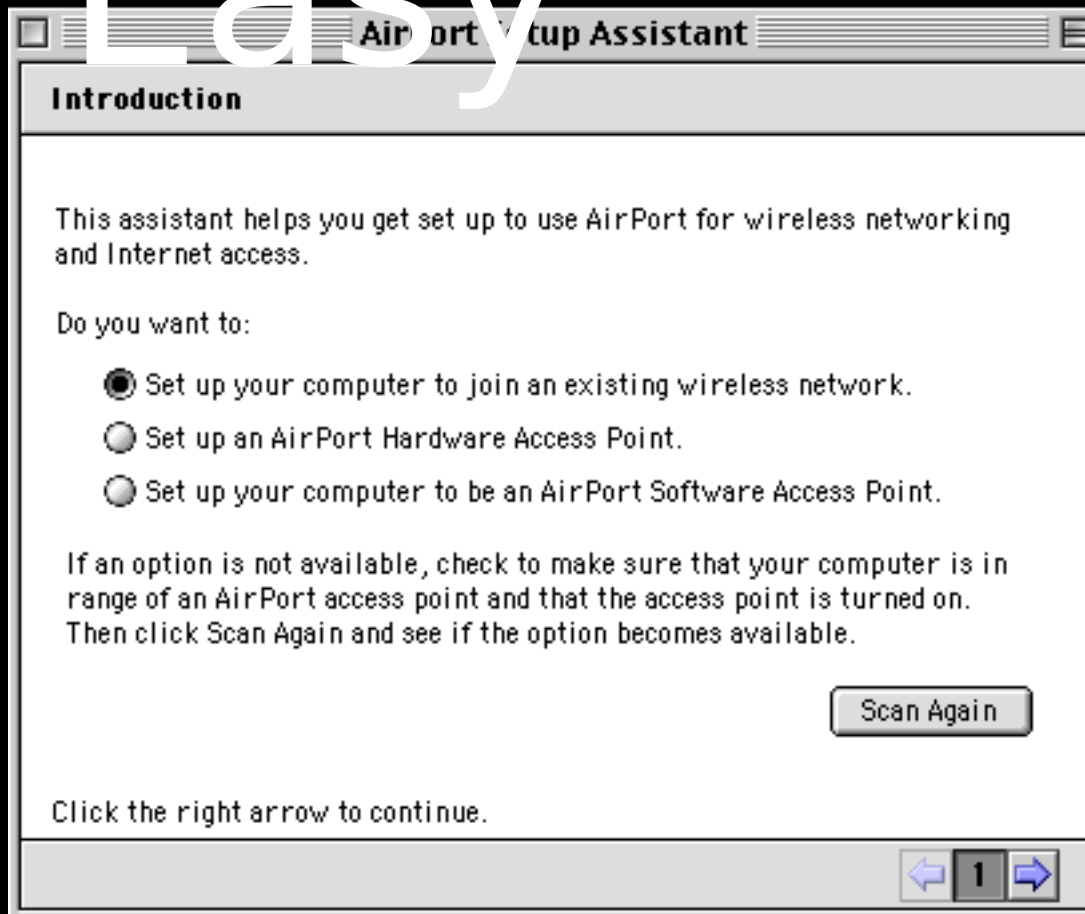 Easy
AirPort Setup Assistant
Introduction
This assistant helps you get set up to use AirPort for wireless networking
and Internet access.
Do you want to:
Set up your computer to join an existing wireless network.
Set up an AirPort Hardware Access Point.
Set up your computer to be an AirPort Software Access Point.
If an option is not available, check to make sure that your computer is in
range of an AirPort access point and that the access point is turned on.
Then click Scan Again and see if the option becomes available.
Scan Again
Click the right arrow to continue.
1